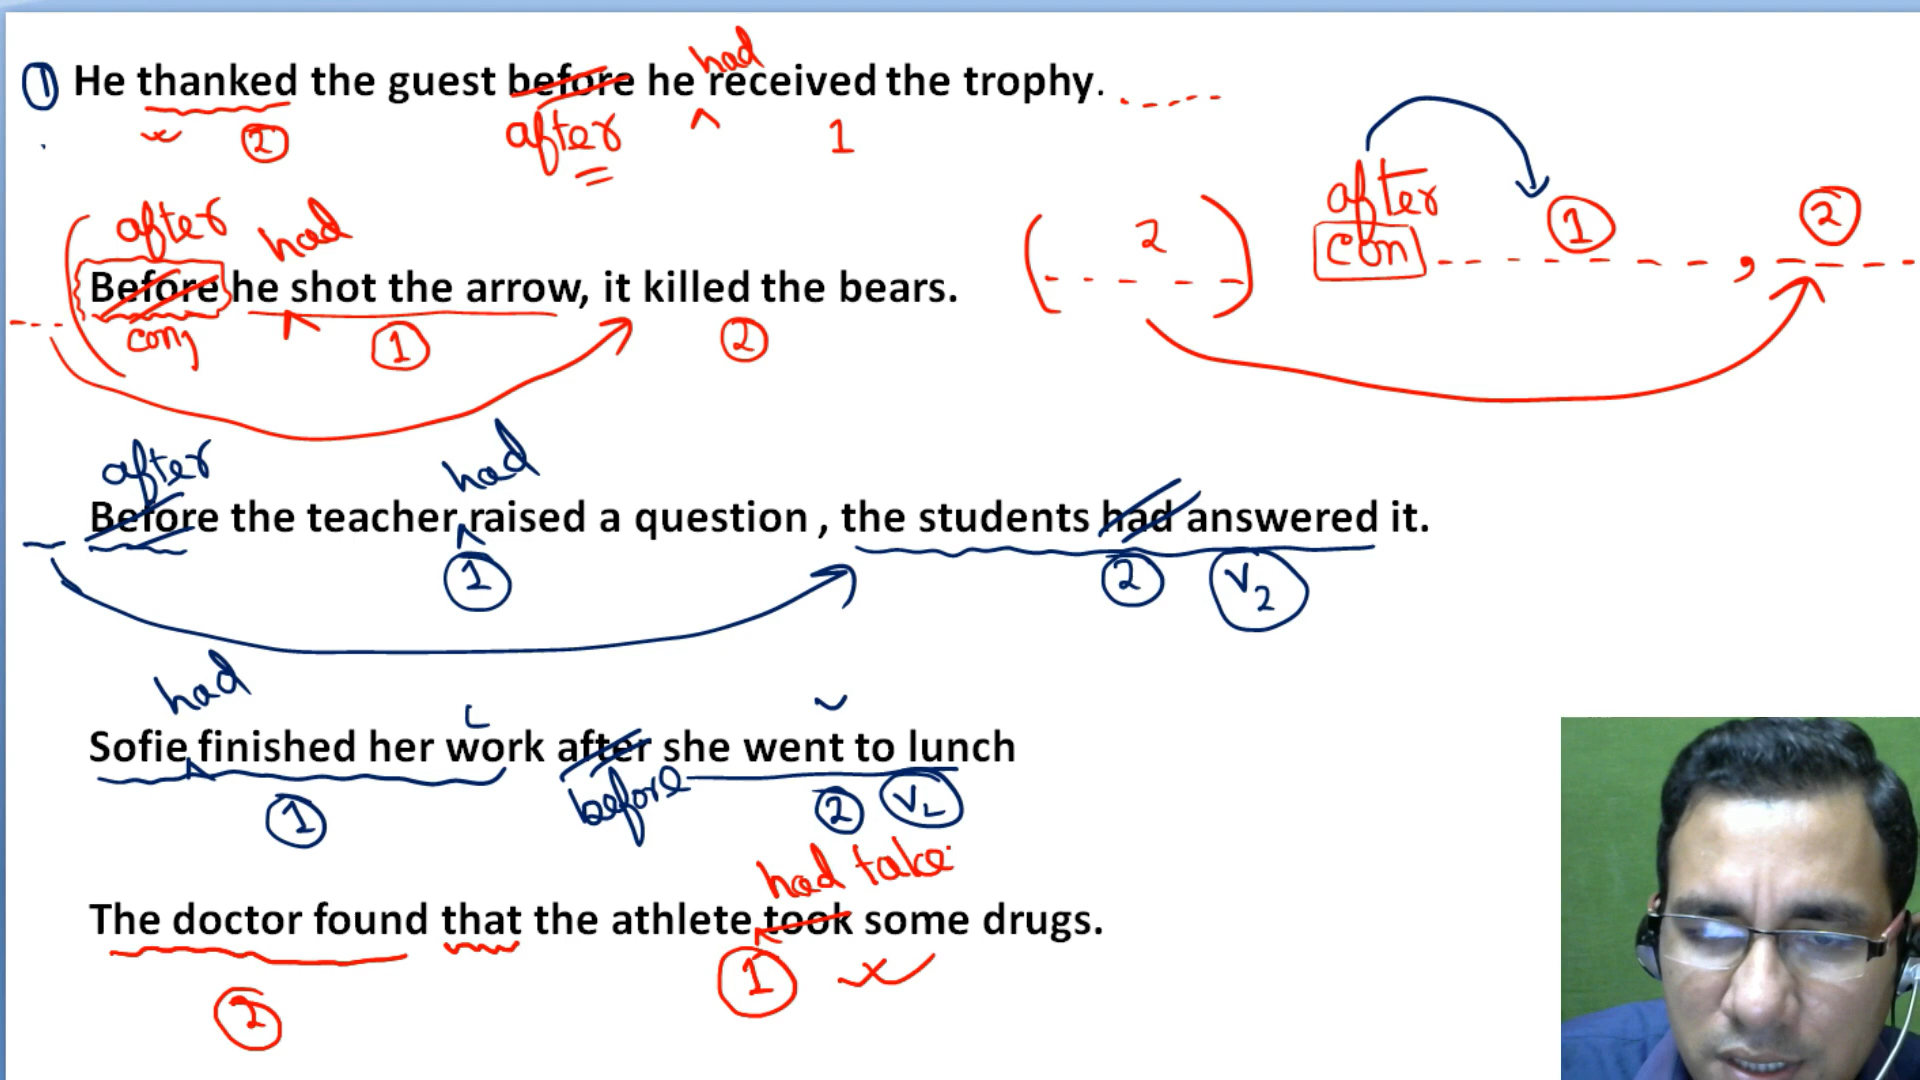 had
① He thanked the guest before he received the trophy.
② after ^ 1
after had
Before he shot the arrow, it killed the bears.
conj ① ②
2 after ① ②
con ,
after had
Before the teacher raised a question , the students had answered it.
① ② V2
had
Sofie finished her work after she went to lunch
① before ②
had take
The doctor found that the athlete took some drugs.
① x
2